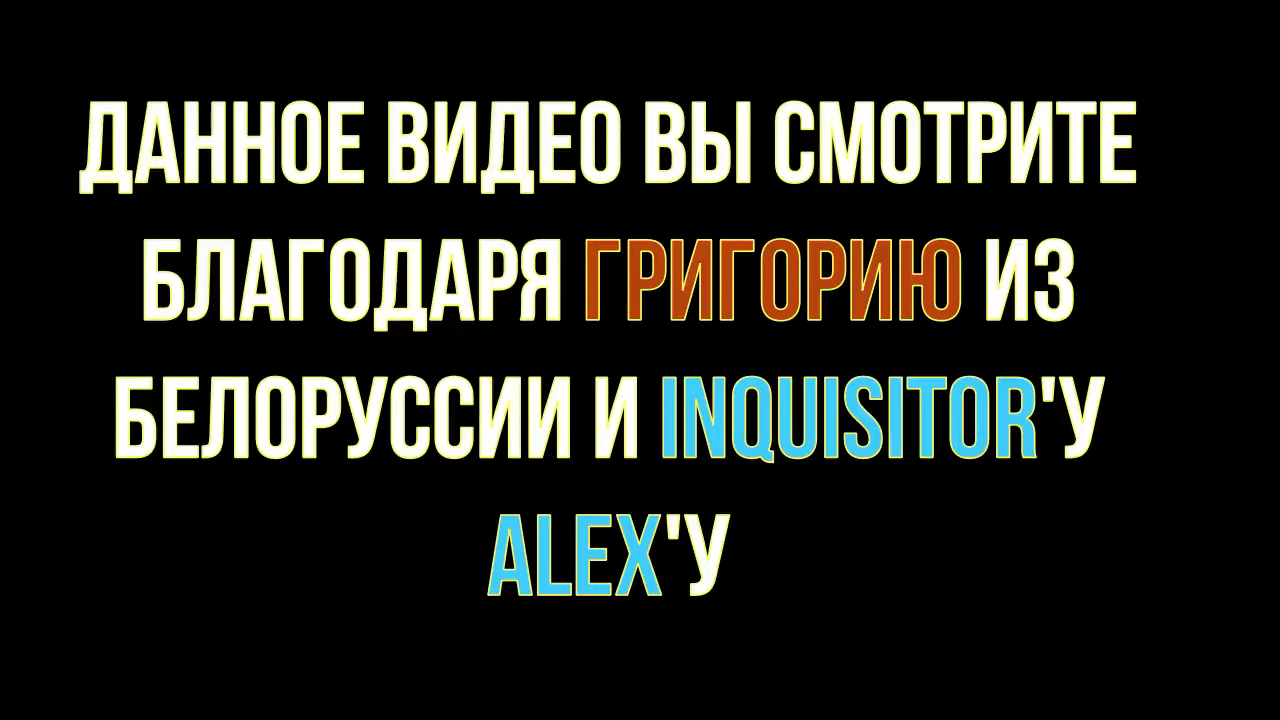 ДАННОЕ ВИДЕО ВЫ СМОТРИТЕ
БЛАГОДАРЯ ГРИГОРИЮ ИЗ
БЕЛОРУССИИ И INQUISITOR'У
ALEX'У